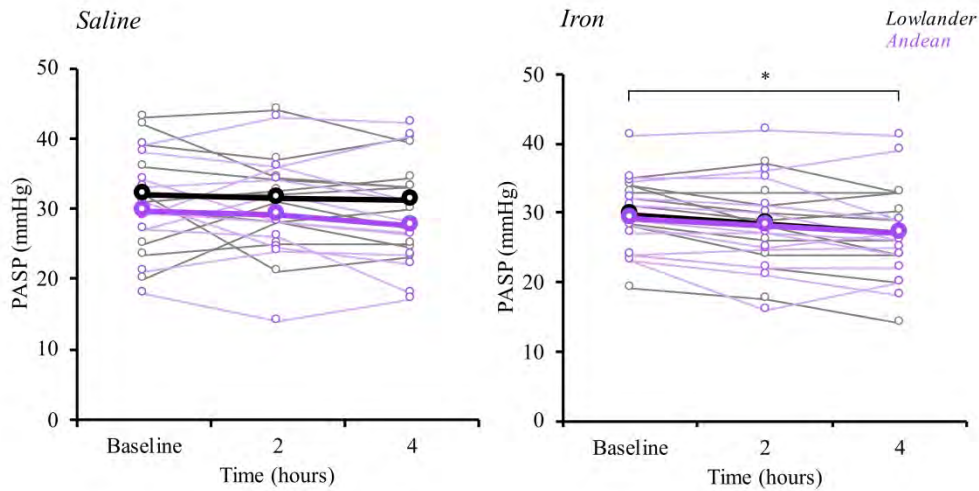 Saline
PASP (mmHg)
50
40
30
20
10
0
Baseline
2
4
Time (hours)
Iron
Lowlander
Andean
*
PASP (mmHg)
50
40
30
20
10
0
Baseline
2
4
Time (hours)